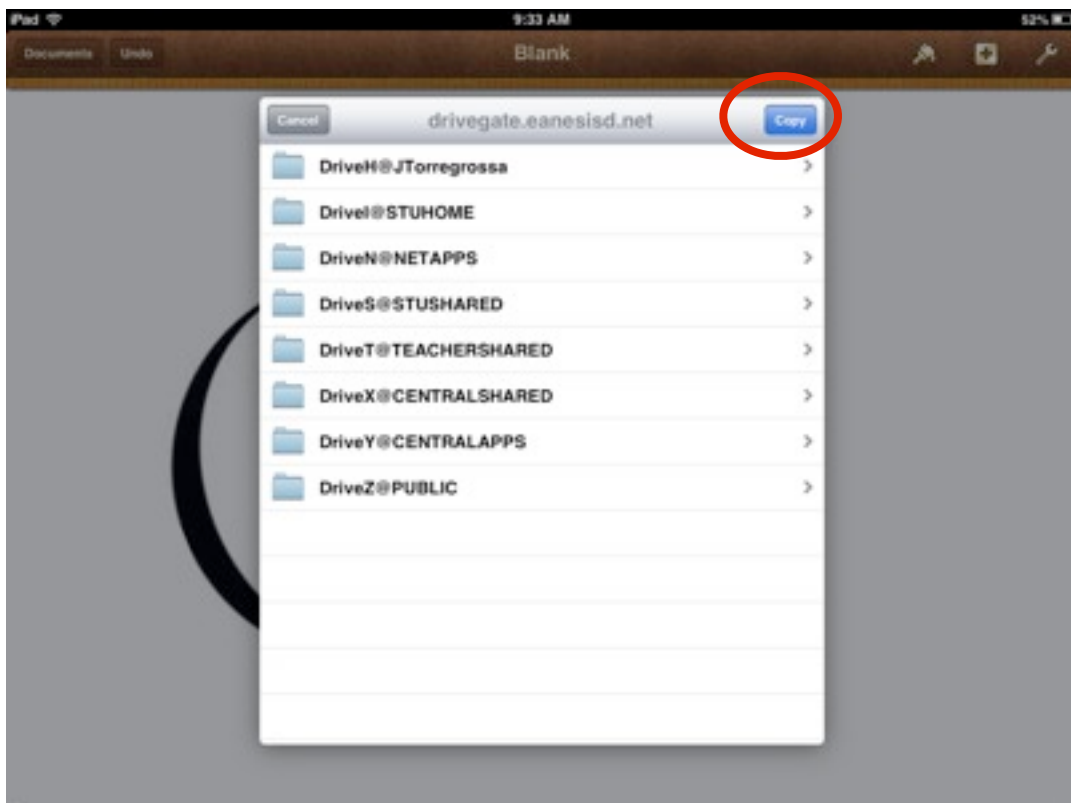 iPad 9:33 AM 52%
Documents Undo Blank
Cancel drivegate.eanesisd.net Copy
DriveH@JTorregrossa
DriveI@STUHOME
DriveN@NETAPPS
DriveS@STUSHARED
DriveT@TEACHERSHARED
DriveX@CENTRALSHARED
DriveY@CENTRALAPPS
DriveZ@PUBLIC